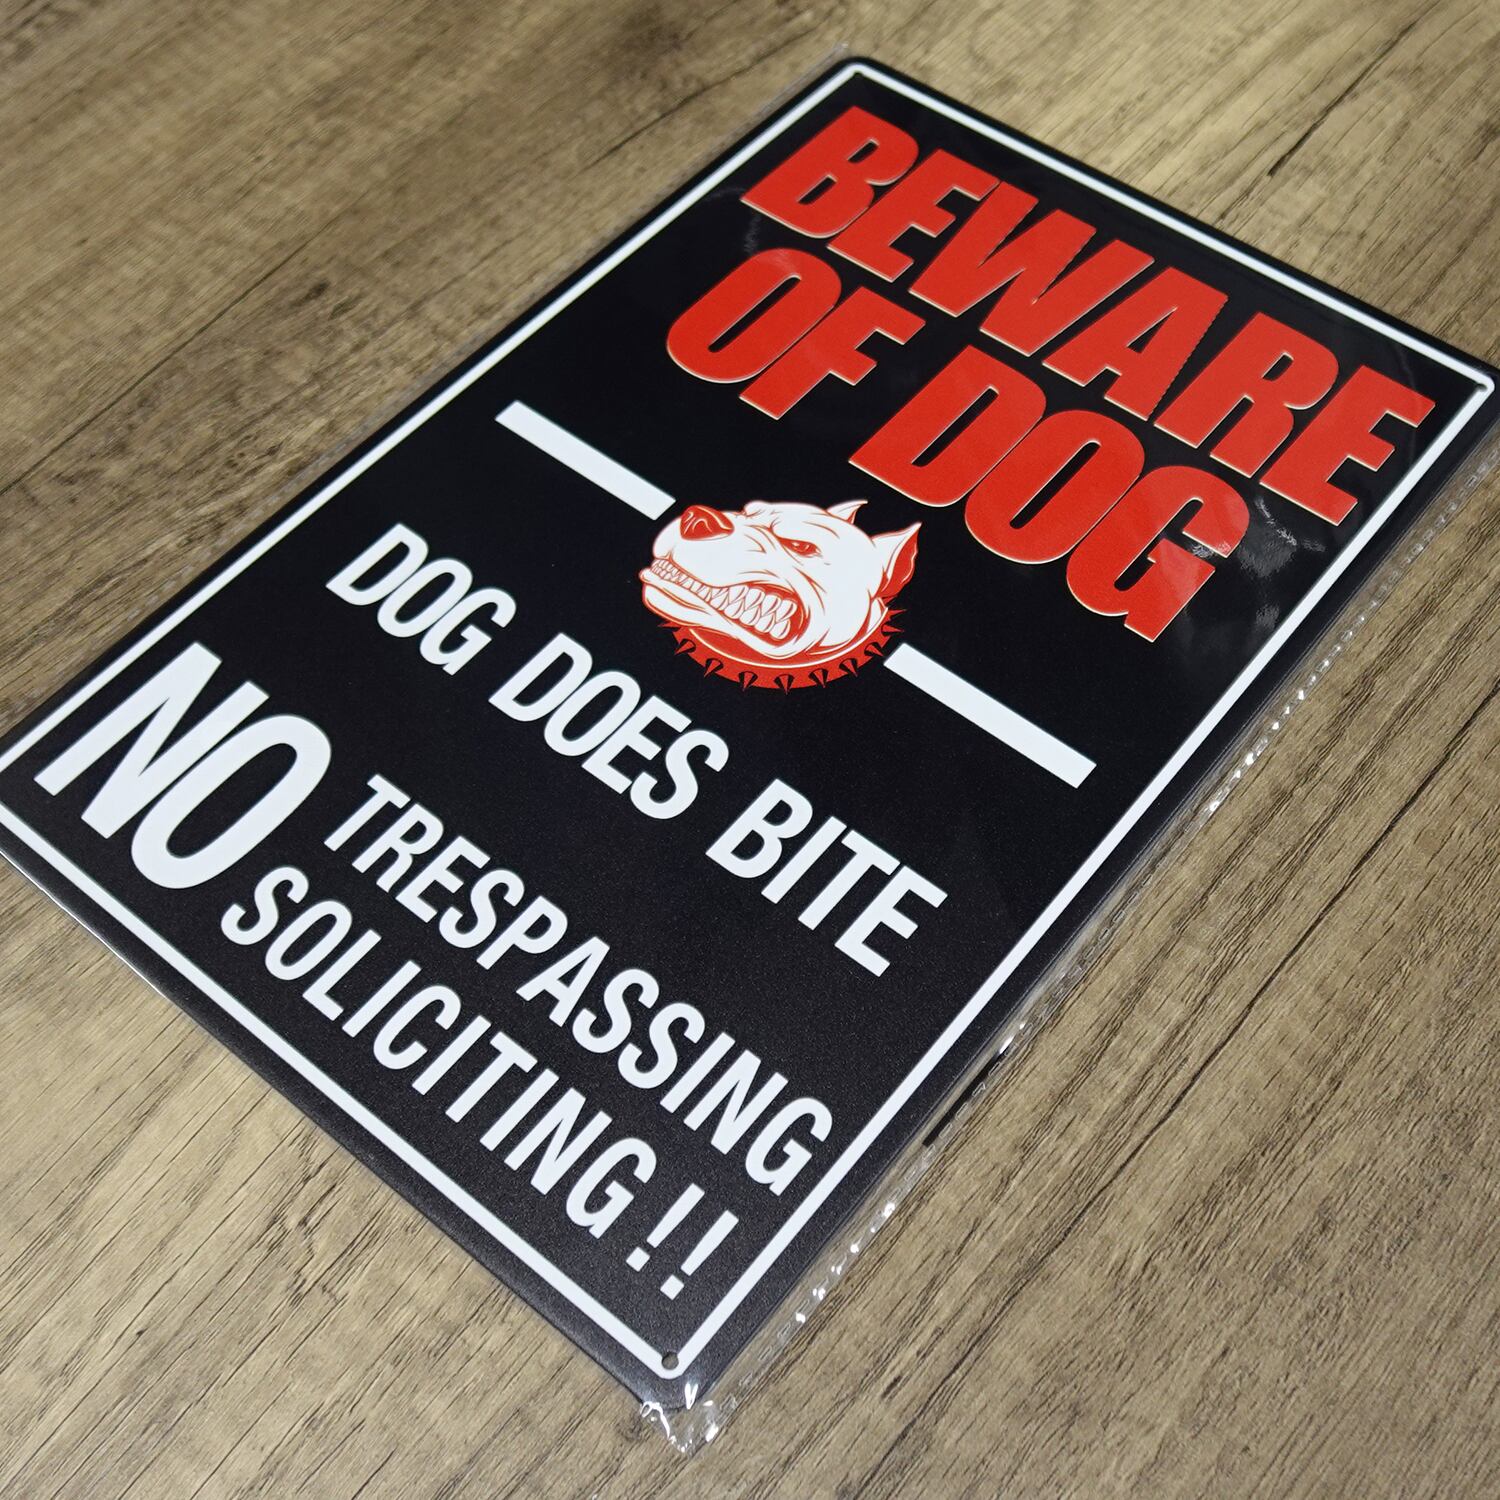 BEWARE
OF DOG
DOG DOES BITE
NO TRESPASSING
SOLICITING!!